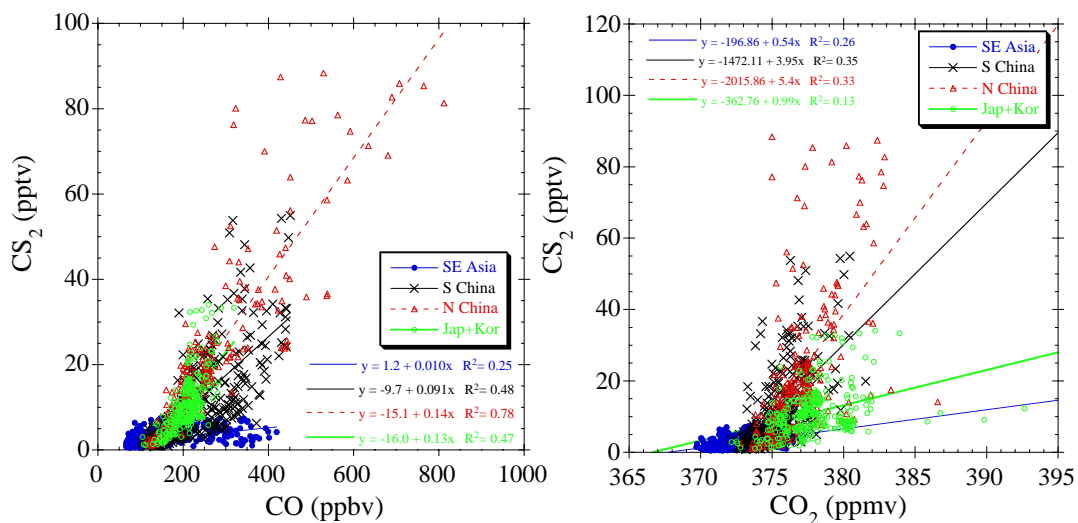 100
80
60
40
20
0
CS2 (pptv)
SE Asia
S China
N China
Jap+Kor
y = 1.2 + 0.010x R2= 0.25
y = -9.7 + 0.091x R2= 0.48
y = -15.1 + 0.14x R2= 0.78
y = -16.0 + 0.13x R2= 0.47
0 200 400 600 800 1000
CO (ppbv)
120
100
80
60
40
20
0
CS2 (pptv)
y = -196.86 + 0.54x R2= 0.26
y = -1472.11 + 3.95x R2= 0.35
y = -2015.86 + 5.4x R2= 0.33
y = -362.76 + 0.99x R2= 0.13
SE Asia
S China
N China
Jap+Kor
365 370 375 380 385 390 395
CO2 (ppmv)